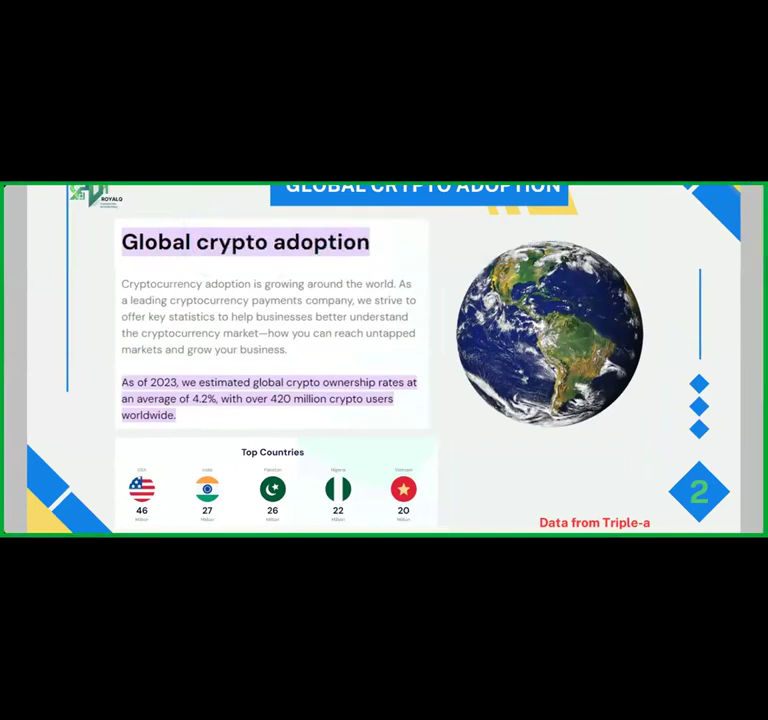 GLOBAL CRYPTO ADOPTION
ROYALQ
Global crypto adoption
Cryptocurrency adoption is growing around the world. As
a leading cryptocurrency payments company, we strive to
offer key statistics to help businesses better understand
the cryptocurrency market—how you can reach untapped
markets and grow your business.
As of 2023, we estimated global crypto ownership rates at
an average of 4.2%, with over 420 million crypto users
worldwide.
Top Countries
USA India Pakistan Nigeria Vietnam
46 27 26 22 20
Million Million Million Million Million
2
Data from Triple-a